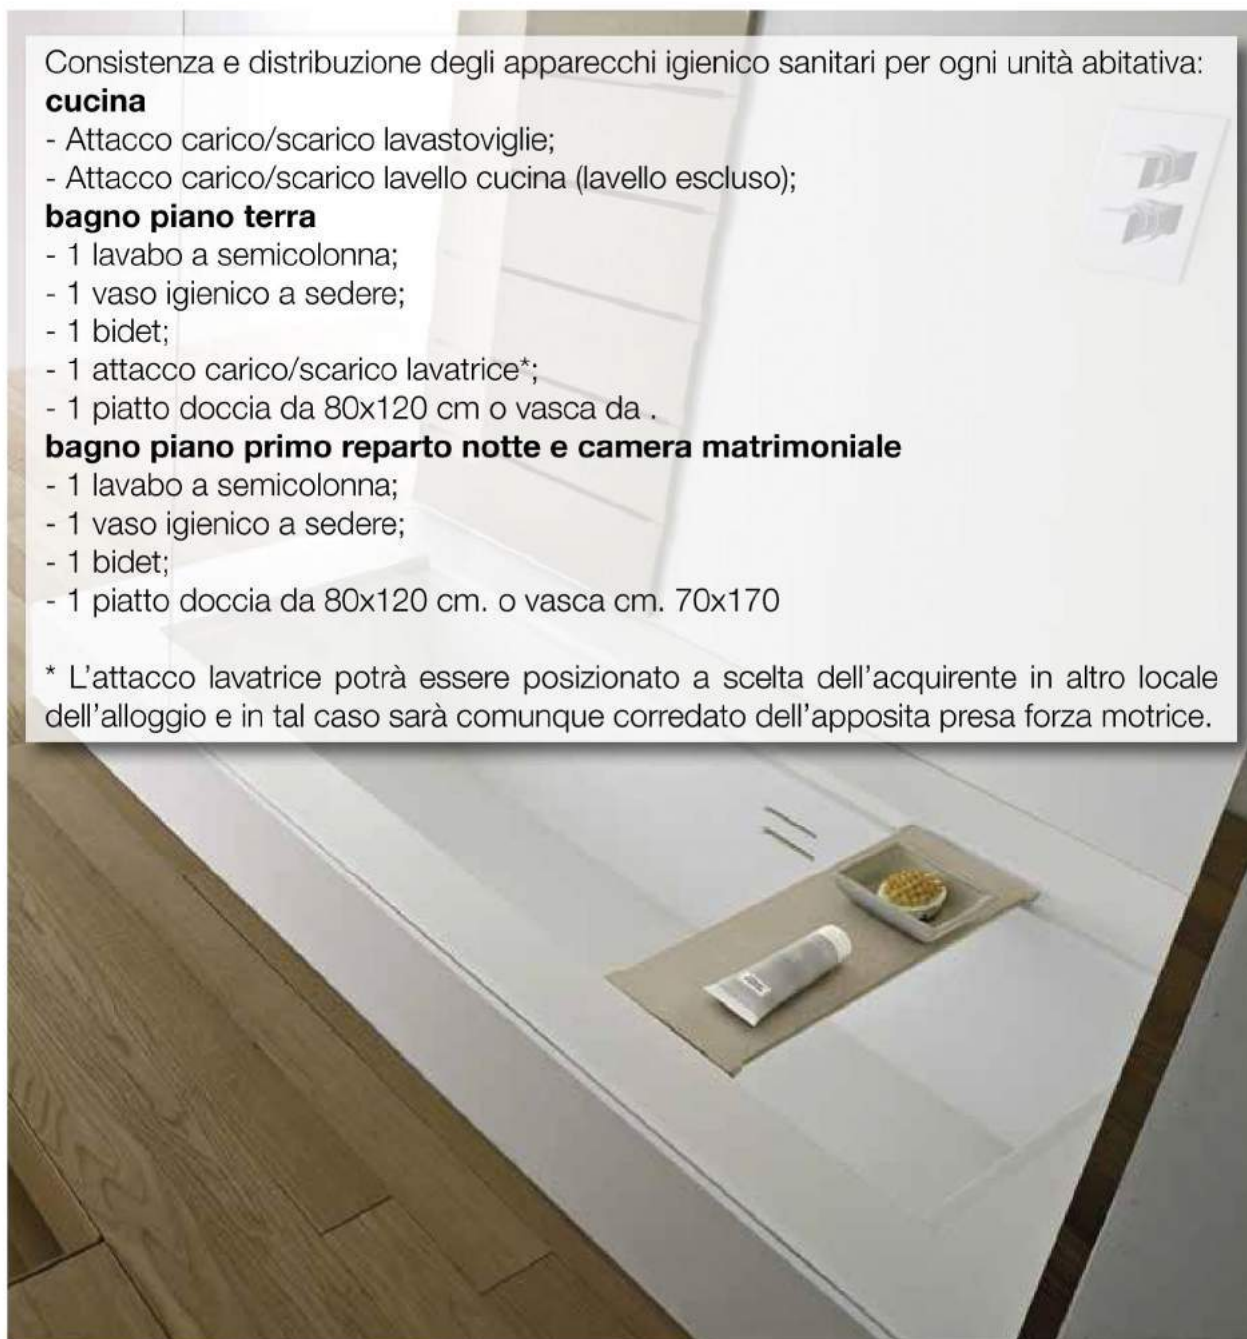 Consistenza e distribuzione degli apparecchi igienico sanitari per ogni unità abitativa:
cucina
- Attacco carico/scarico lavastoviglie;
- Attacco carico/scarico lavello cucina (lavello escluso);
bagno piano terra
- 1 lavabo a semicolonna;
- 1 vaso igienico a sedere;
- 1 bidet;
- 1 attacco carico/scarico lavatrice*;
- 1 piatto doccia da 80x120 cm o vasca da .
bagno piano primo reparto notte e camera matrimoniale
- 1 lavabo a semicolonna;
- 1 vaso igienico a sedere;
- 1 bidet;
- 1 piatto doccia da 80x120 cm. o vasca cm. 70x170
* L'attacco lavatrice potrà essere posizionato a scelta dell'acquirente in altro locale
dell'alloggio e in tal caso sarà comunque corredato dell'apposita presa forza motrice.